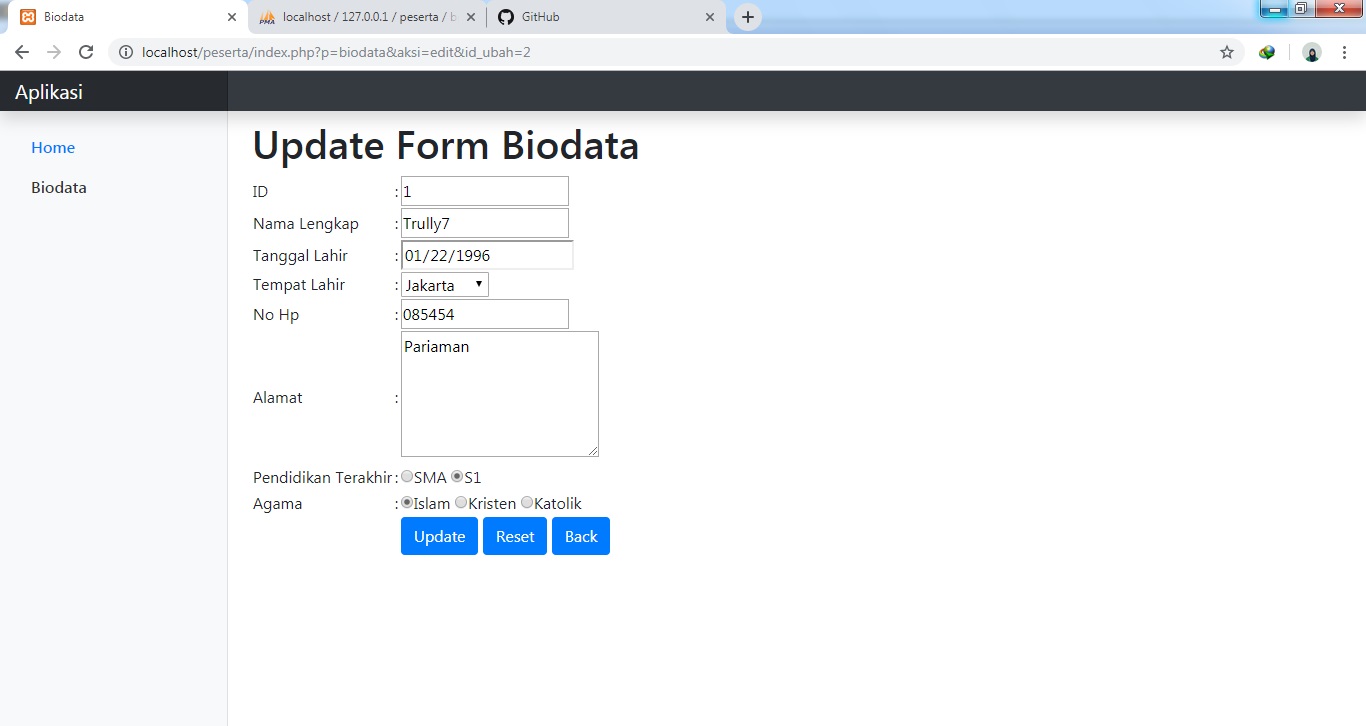 Biodata
localhost / 127.0.0.1 / peserta / b
GitHub
localhost/peserta/index.php?p=biodata&aksi=edit&id_ubah=2
Aplikasi
Home
Biodata
Update Form Biodata
ID : 1
Nama Lengkap : Trully7
Tanggal Lahir : 01/22/1996
Tempat Lahir : Jakarta
No Hp : 085454
Pariaman
Alamat :
Pendidikan Terakhir : SMA S1
Agama : Islam Kristen Katolik
Update Reset Back